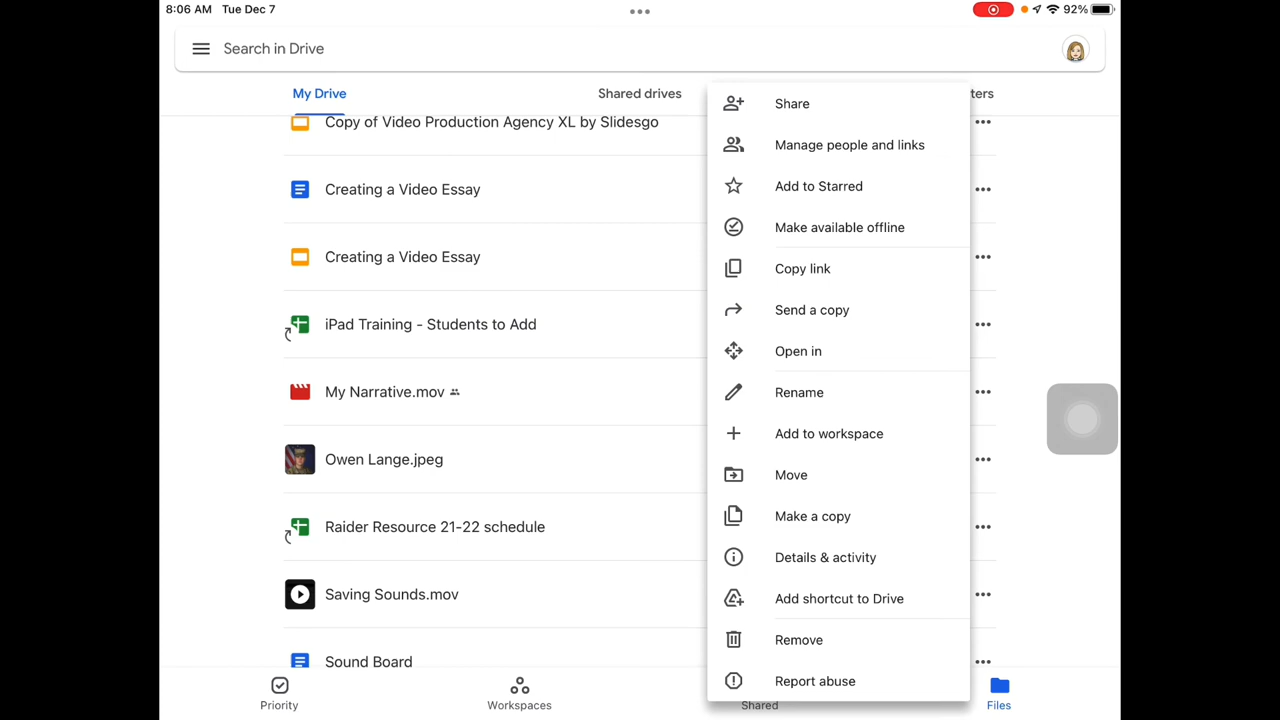 8:06 AM Tue Dec 7
92%
Search in Drive
My Drive
Shared drives
ters
Copy of Video Production Agency XL by Slidesgo
Creating a Video Essay
Creating a Video Essay
iPad Training - Students to Add
My Narrative.mov
Owen Lange.jpeg
Raider Resource 21-22 schedule
Saving Sounds.mov
Sound Board
Share
Manage people and links
Add to Starred
Make available offline
Copy link
Send a copy
Open in
Rename
Add to workspace
Move
Make a copy
Details & activity
Add shortcut to Drive
Remove
Report abuse
Priority
Workspaces
Shared
Files